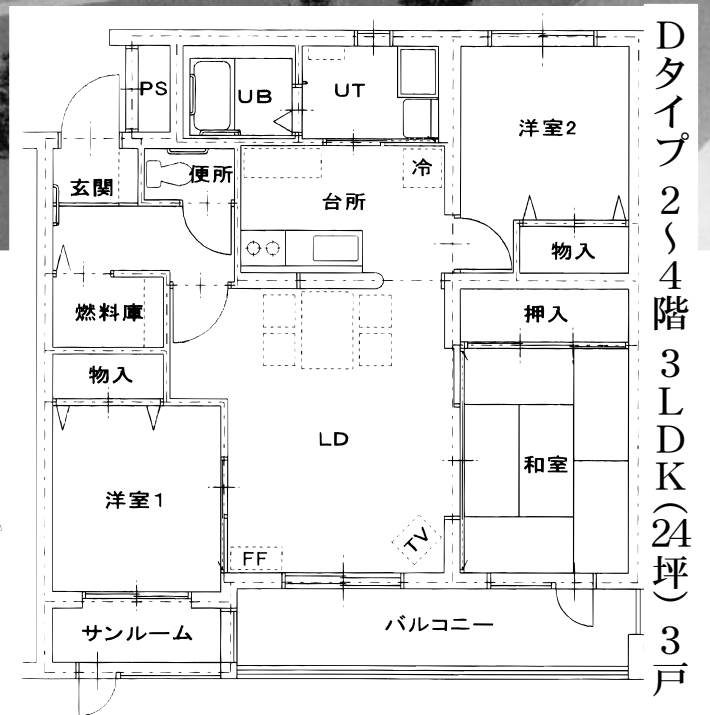 Dタイプ 2～4階 3LDK(24坪) 3戸
PS
UB
UT
洋室2
玄関
便所
台所
冷
物入
燃料庫
押入
物入
LD
和室
洋室1
TV
FF
サンルーム
バルコニー